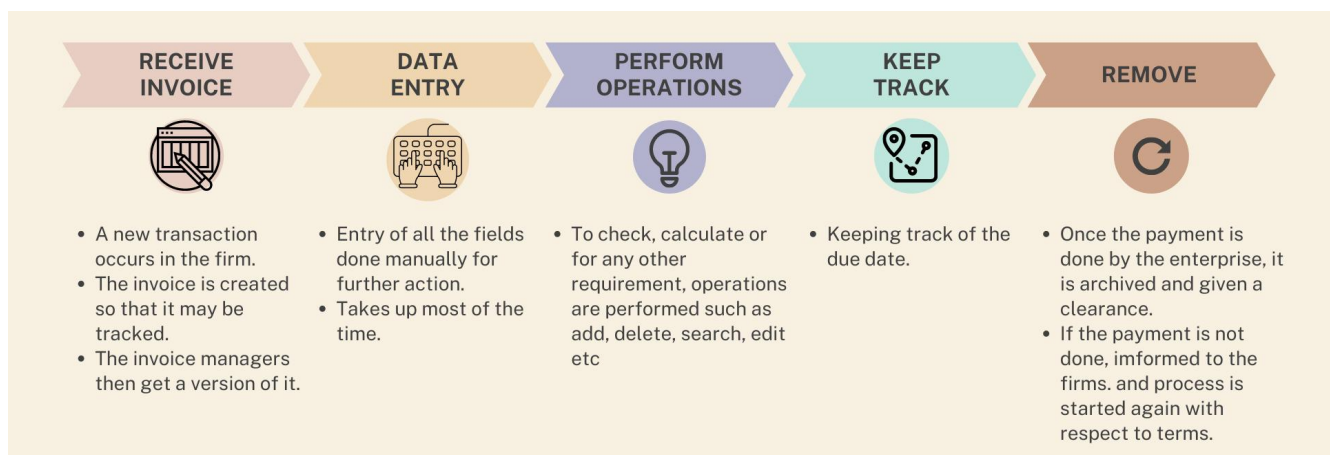 RECEIVE
INVOICE
DATA
ENTRY
PERFORM
OPERATIONS
KEEP
TRACK
REMOVE
• A new transaction
occurs in the firm.
• The invoice is created
so that it may be
tracked.
• The invoice managers
then get a version of it.
• Entry of all the fields
done manually for
further action.
• Takes up most of the
time.
• To check, calculate or
for any other
requirement, operations
are performed such as
add, delete, search, edit
etc
• Keeping track of the
due date.
• Once the payment is
done by the enterprise, it
is archived and given a
clearance.
• If the payment is not
done, imformed to the
firms. and process is
started again with
respect to terms.